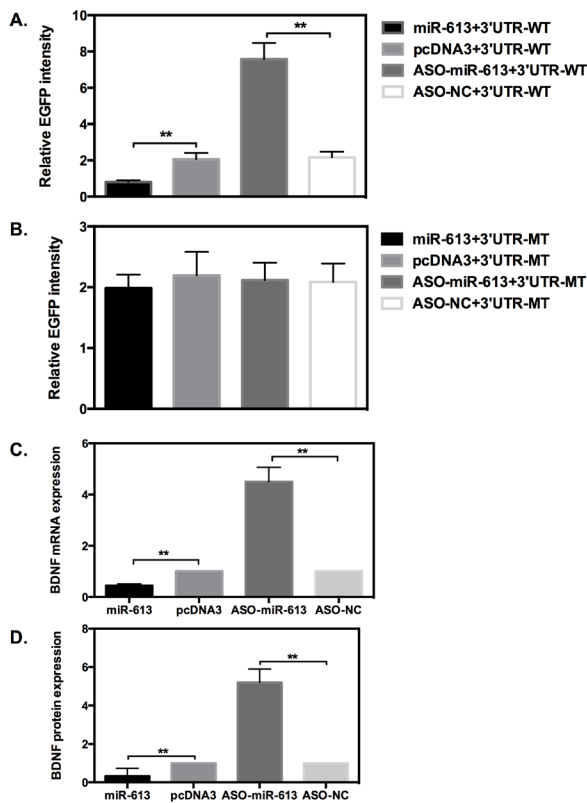 A.
Relative EGFP intensity
10
8
6
4
2
0
**
**
miR-613+3'UTR-WT
pcDNA3+3'UTR-WT
ASO-miR-613+3'UTR-WT
ASO-NC+3'UTR-WT
B.
Relative EGFP intensity
3
2
1
0
miR-613+3'UTR-MT
pcDNA3+3'UTR-MT
ASO-miR-613+3'UTR-MT
ASO-NC+3'UTR-MT
C.
BDNF mRNA expression
6
4
2
0
**
**
miR-613 pcDNA3 ASO-miR-613 ASO-NC
D.
BDNF protein expression
8
6
4
2
0
**
**
miR-613 pcDNA3 ASO-miR-613 ASO-NC